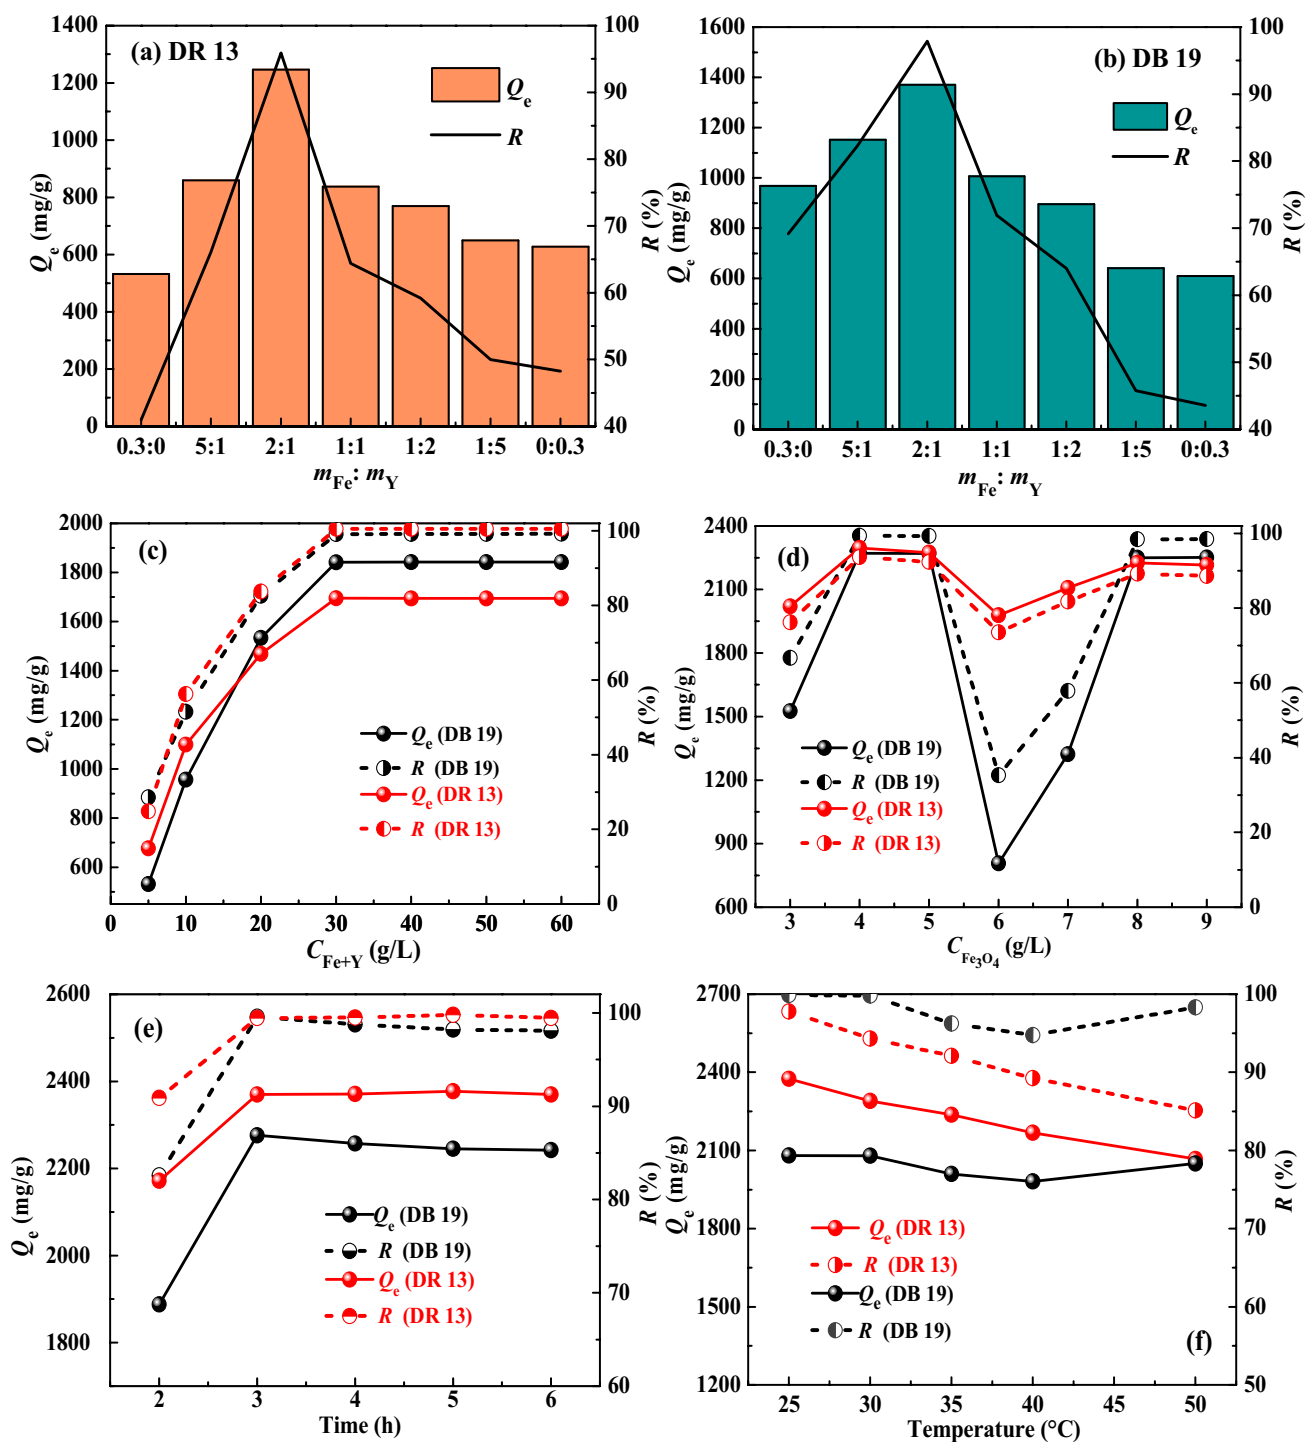 (a) DR 13
Qe
R
1400
1200
1000
800
600
400
200
0
Qe (mg/g)
100
90
80
70
60
50
40
R (%)
0.3:0 5:1 2:1 1:1 1:2 1:5 0:0.3
mFe: mY
(b) DB 19
Qe
R
1600
1400
1200
1000
800
600
400
200
0
Qe (mg/g)
100
90
80
70
60
50
40
R (%)
0.3:0 5:1 2:1 1:1 1:2 1:5 0:0.3
mFe: mY
(c)
2000
1800
1600
1400
1200
1000
800
600
Qe (mg/g)
Qe (DB 19)
R (DB 19)
Qe (DR 13)
R (DR 13)
100
80
60
40
20
0
R (%)
0 10 20 30 40 50 60
CFe+Y (g/L)
(d)
2400
2100
1800
1500
1200
900
600
Qe (mg/g)
Qe (DB 19)
R (DB 19)
Qe (DR 13)
R (DR 13)
100
80
60
40
20
0
R (%)
3 4 5 6 7 8 9
CFe3O4 (g/L)
(e)
2600
2400
2200
2000
1800
Qe (mg/g)
Qe (DB 19)
R (DB 19)
Qe (DR 13)
R (DR 13)
100
90
80
70
60
R (%)
2 3 4 5 6
Time (h)
2700
2400
2100
1800
1500
1200
Qe (mg/g)
Qe (DR 13)
R (DR 13)
Qe (DB 19)
R (DB 19)
(f)
100
90
80
70
60
50
R (%)
25 30 35 40 45 50
Temperature (°C)